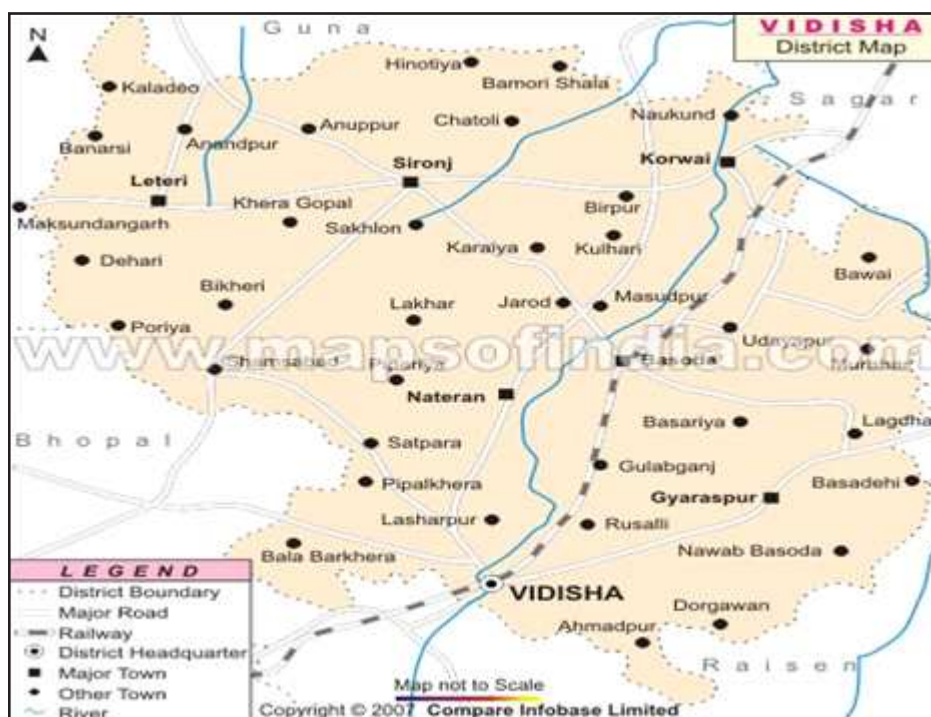 VIDISHA
District Map
N
Guna
Hinotiya
Bamori Shala
Kaladeo
Sagar
Anuppur
Chatoli
Naukund
Banarsi
Anandpur
Sironj
Korwai
Leteri
Khera Gopal
Birpur
Maksundangarh
Sakhlon
Karaiya
Kulhari
Dehari
Bawai
Bikheri
Lakhar
Jarod
Masudpur
Poriya
Udayapur
www.mapsofindia.com
Shamsabad
Basoda
Nateran
Basariya
Lagdha
Bhopal
Satpara
Gulabganj
Pipalkhera
Gyaraspur
Basadehi
Lasharpur
Rusalli
Bala Barkhera
Nawab Basoda
VIDISHA
Dorgawan
Ahmadpur
Raisen
LEGEND
District Boundary
Major Road
Railway
District Headquarter
Major Town
Other Town
River
Map not to Scale
Copyright © 2007 Compare Infobase Limited